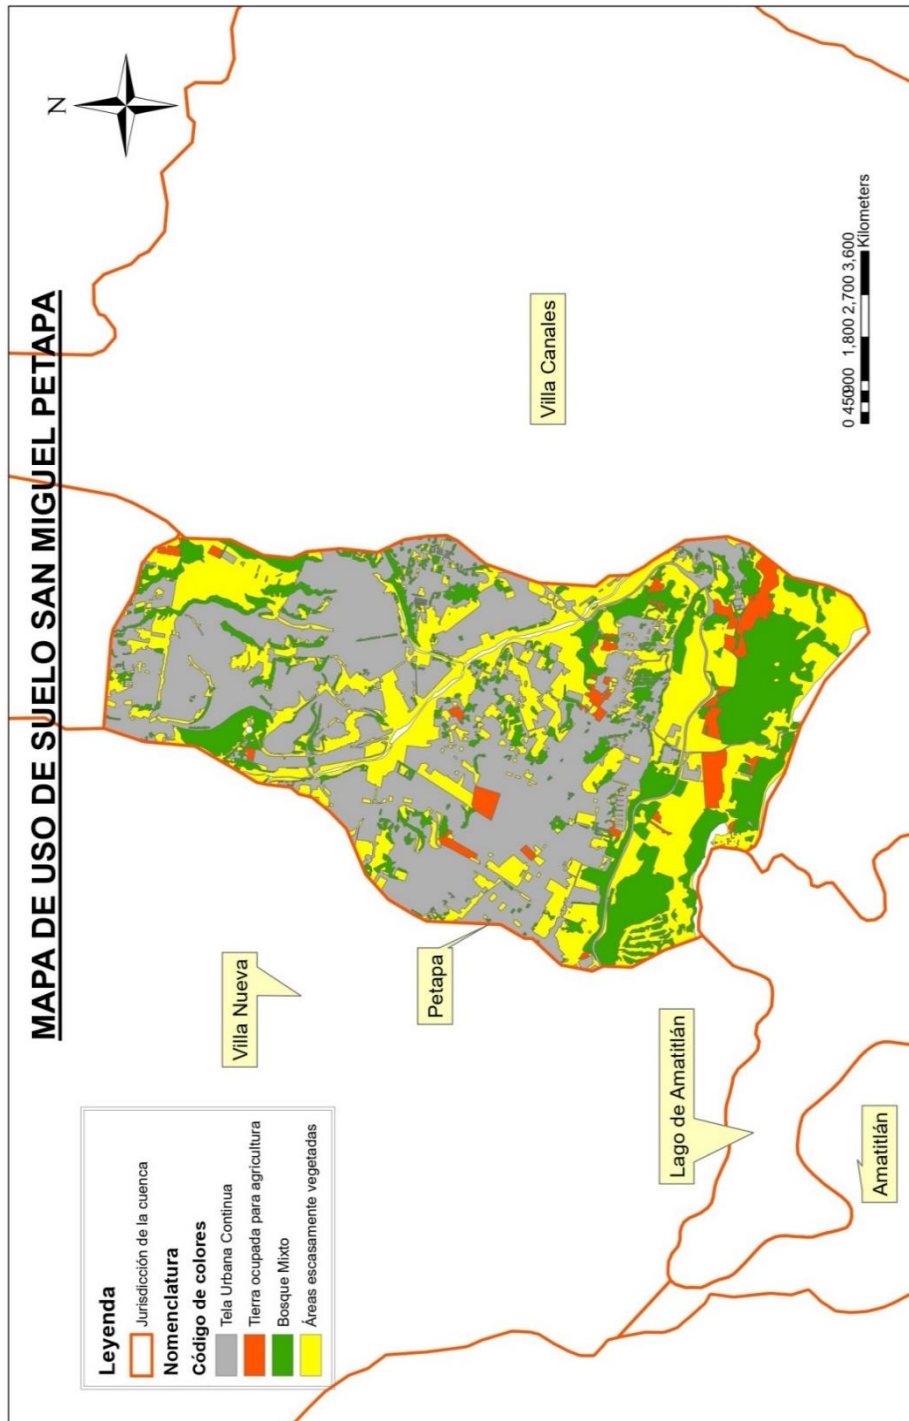 MAPA DE USO DE SUELO SAN MIGUEL PETAPA
N
Villa Nueva
Petapa
Villa Canales
Lago de Amatitlán
Amatitlán
Leyenda
Jurisdicción de la cuenca
Nomenclatura
Código de colores
Tela Urbana Continua
Tierra ocupada para agricultura
Bosque Mixto
Áreas escasamente vegetadas
0 450900 1,800 2,700 3,600
Kilometers